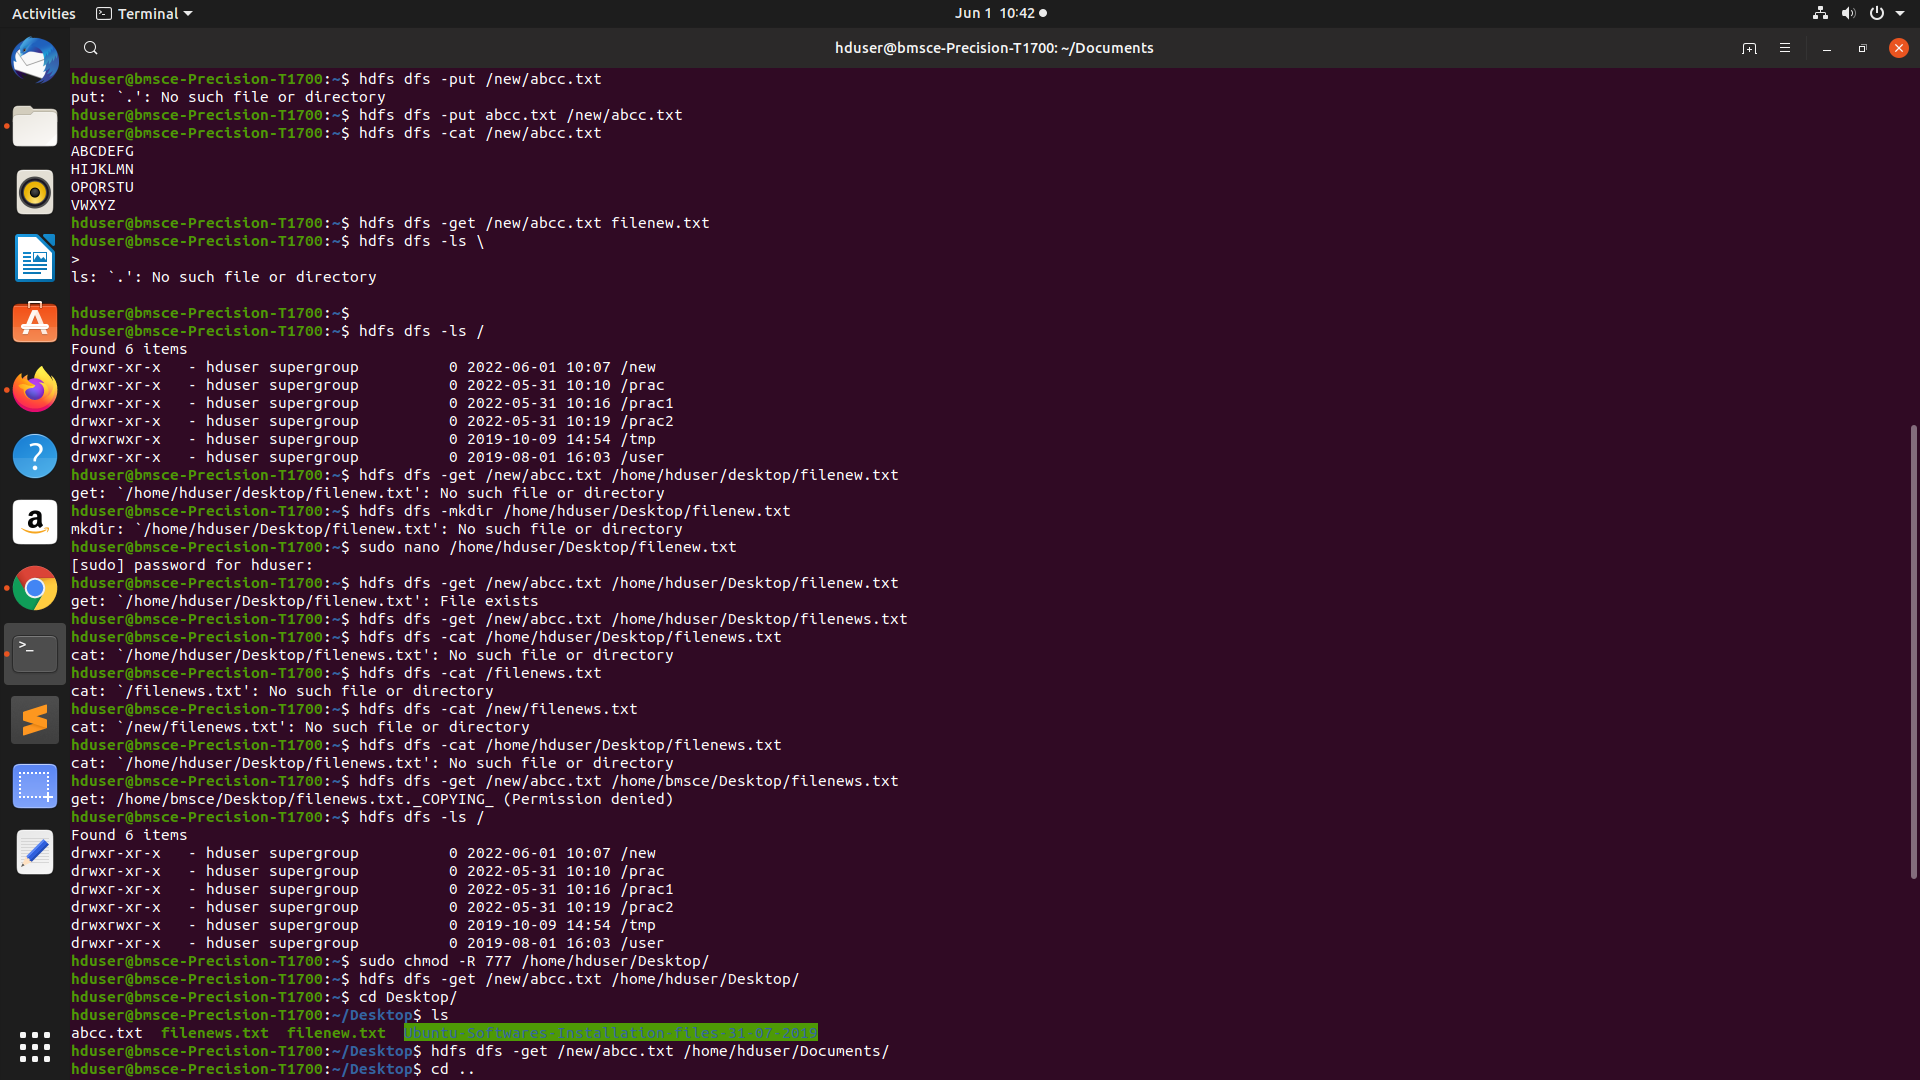 Activities
Terminal
Jun 1 10:42
hduser@bmsce-Precision-T1700: ~/Documents
hduser@bmsce-Precision-T1700:~$ hdfs dfs -put /new/abcc.txt
put: `.': No such file or directory
hduser@bmsce-Precision-T1700:~$ hdfs dfs -put abcc.txt /new/abcc.txt
hduser@bmsce-Precision-T1700:~$ hdfs dfs -cat /new/abcc.txt
ABCDEFG
HIJKLMN
OPQRSTU
VWXYZ
hduser@bmsce-Precision-T1700:~$ hdfs dfs -get /new/abcc.txt filenew.txt
hduser@bmsce-Precision-T1700:~$ hdfs dfs -ls \
>
ls: `.': No such file or directory
hduser@bmsce-Precision-T1700:~$
hduser@bmsce-Precision-T1700:~$ hdfs dfs -ls /
Found 6 items
drwxr-xr-x   - hduser supergroup          0 2022-06-01 10:07 /new
drwxr-xr-x   - hduser supergroup          0 2022-05-31 10:10 /prac
drwxr-xr-x   - hduser supergroup          0 2022-05-31 10:16 /prac1
drwxr-xr-x   - hduser supergroup          0 2022-05-31 10:19 /prac2
drwxrwxr-x   - hduser supergroup          0 2019-10-09 14:54 /tmp
drwxr-xr-x   - hduser supergroup          0 2019-08-01 16:03 /user
hduser@bmsce-Precision-T1700:~$ hdfs dfs -get /new/abcc.txt /home/hduser/desktop/filenew.txt
get: `/home/hduser/desktop/filenew.txt': No such file or directory
hduser@bmsce-Precision-T1700:~$ hdfs dfs -mkdir /home/hduser/Desktop/filenew.txt
mkdir: `/home/hduser/Desktop/filenew.txt': No such file or directory
hduser@bmsce-Precision-T1700:~$ sudo nano /home/hduser/Desktop/filenew.txt
[sudo] password for hduser:
hduser@bmsce-Precision-T1700:~$ hdfs dfs -get /new/abcc.txt /home/hduser/Desktop/filenew.txt
get: `/home/hduser/Desktop/filenew.txt': File exists
hduser@bmsce-Precision-T1700:~$ hdfs dfs -get /new/abcc.txt /home/hduser/Desktop/filenews.txt
hduser@bmsce-Precision-T1700:~$ hdfs dfs -cat /home/hduser/Desktop/filenews.txt
cat: `/home/hduser/Desktop/filenews.txt': No such file or directory
hduser@bmsce-Precision-T1700:~$ hdfs dfs -cat /filenews.txt
cat: `/filenews.txt': No such file or directory
hduser@bmsce-Precision-T1700:~$ hdfs dfs -cat /new/filenews.txt
cat: `/new/filenews.txt': No such file or directory
hduser@bmsce-Precision-T1700:~$ hdfs dfs -cat /home/hduser/Desktop/filenews.txt
cat: `/home/hduser/Desktop/filenews.txt': No such file or directory
hduser@bmsce-Precision-T1700:~$ hdfs dfs -get /new/abcc.txt /home/bmsce/Desktop/filenews.txt
get: /home/bmsce/Desktop/filenews.txt._COPYING_ (Permission denied)
hduser@bmsce-Precision-T1700:~$ hdfs dfs -ls /
Found 6 items
drwxr-xr-x   - hduser supergroup          0 2022-06-01 10:07 /new
drwxr-xr-x   - hduser supergroup          0 2022-05-31 10:10 /prac
drwxr-xr-x   - hduser supergroup          0 2022-05-31 10:16 /prac1
drwxr-xr-x   - hduser supergroup          0 2022-05-31 10:19 /prac2
drwxrwxr-x   - hduser supergroup          0 2019-10-09 14:54 /tmp
drwxr-xr-x   - hduser supergroup          0 2019-08-01 16:03 /user
hduser@bmsce-Precision-T1700:~$ sudo chmod -R 777 /home/hduser/Desktop/
hduser@bmsce-Precision-T1700:~$ hdfs dfs -get /new/abcc.txt /home/hduser/Desktop/
hduser@bmsce-Precision-T1700:~$ cd Desktop/
hduser@bmsce-Precision-T1700:~/Desktop$ ls
abcc.txt  filenews.txt  filenew.txt  Ubuntu-Softwares-Installation-files-31-07-2019
hduser@bmsce-Precision-T1700:~/Desktop$ hdfs dfs -get /new/abcc.txt /home/hduser/Documents/
hduser@bmsce-Precision-T1700:~/Desktop$ cd ..